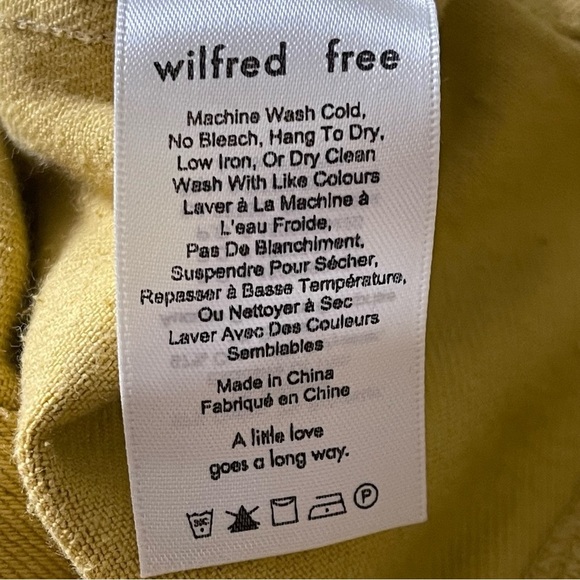 wilfred free
Machine Wash Cold,
No Bleach, Hang To Dry,
Low Iron, Or Dry Clean
Wash With Like Colours
Laver à La Machine à
L'eau Froide,
Pas De Blanchiment,
Suspendre Pour Sécher,
Repasser à Basse Température,
Ou Nettoyer à Sec
Laver Avec Des Couleurs
Semblables
Made in China
Fabriqué en Chine
A little love
goes a long way.
30C P